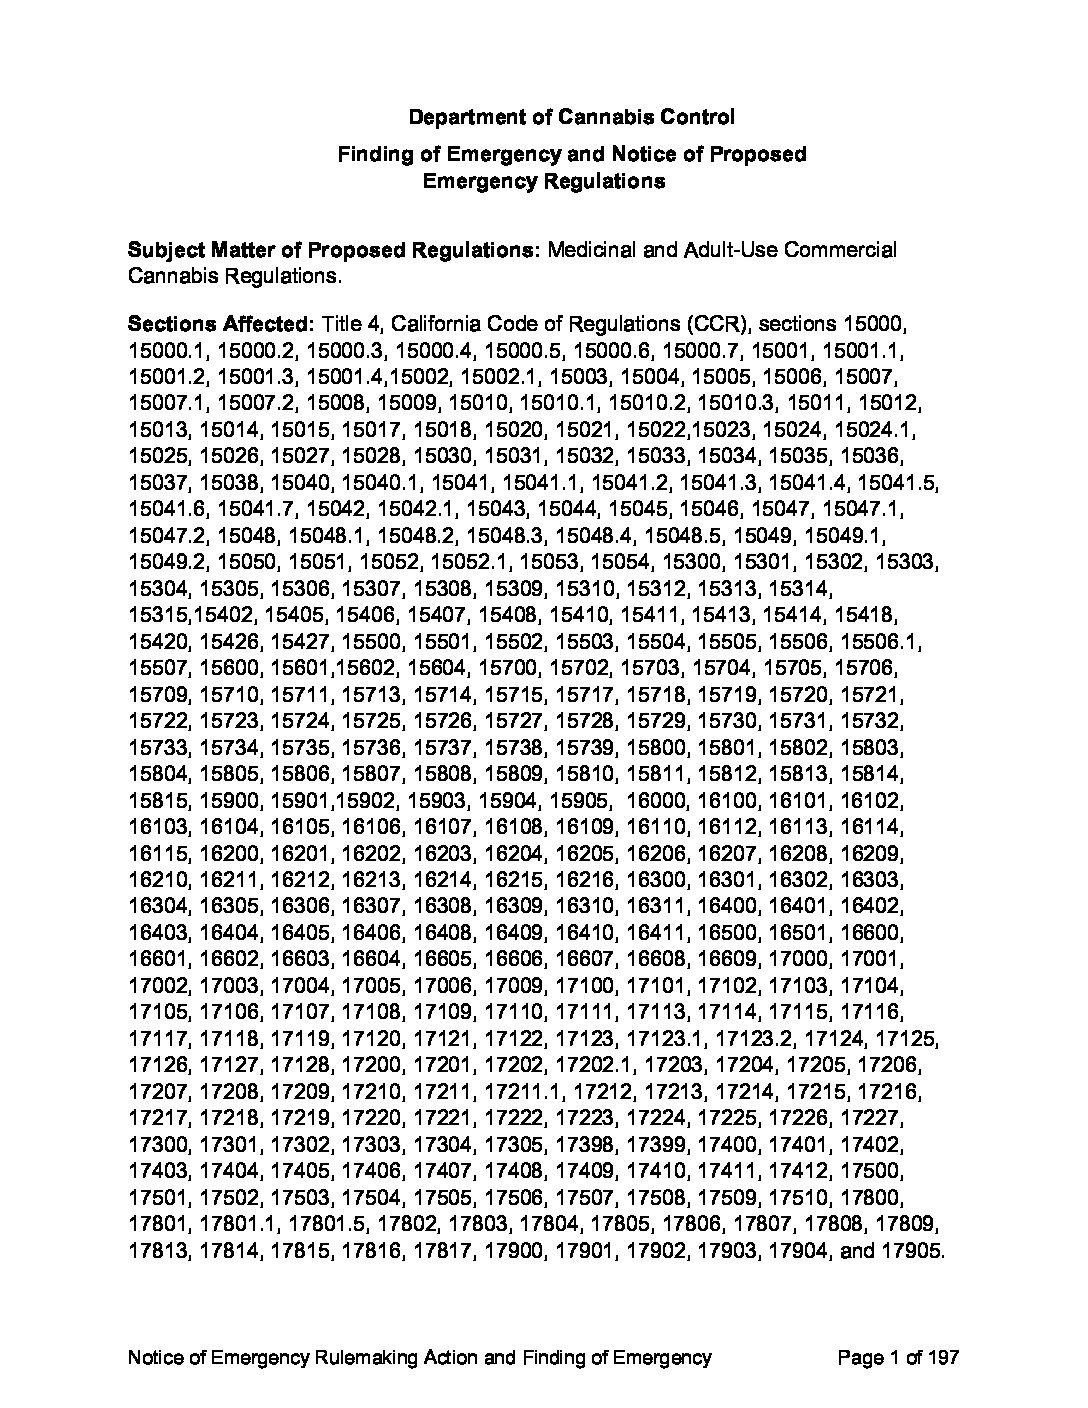 Department of Cannabis Control
Finding of Emergency and Notice of Proposed
Emergency Regulations
Subject Matter of Proposed Regulations: Medicinal and Adult-Use Commercial
Cannabis Regulations.
Sections Affected: Title 4, California Code of Regulations (CCR), sections 15000,
15000.1, 15000.2, 15000.3, 15000.4, 15000.5, 15000.6, 15000.7, 15001, 15001.1,
15001.2, 15001.3, 15001.4,15002, 15002.1, 15003, 15004, 15005, 15006, 15007,
15007.1, 15007.2, 15008, 15009, 15010, 15010.1, 15010.2, 15010.3, 15011, 15012,
15013, 15014, 15015, 15017, 15018, 15020, 15021, 15022,15023, 15024, 15024.1,
15025, 15026, 15027, 15028, 15030, 15031, 15032, 15033, 15034, 15035, 15036,
15037, 15038, 15040, 15040.1, 15041, 15041.1, 15041.2, 15041.3, 15041.4, 15041.5,
15041.6, 15041.7, 15042, 15042.1, 15043, 15044, 15045, 15046, 15047, 15047.1,
15047.2, 15048, 15048.1, 15048.2, 15048.3, 15048.4, 15048.5, 15049, 15049.1,
15049.2, 15050, 15051, 15052, 15052.1, 15053, 15054, 15300, 15301, 15302, 15303,
15304, 15305, 15306, 15307, 15308, 15309, 15310, 15312, 15313, 15314,
15315,15402, 15405, 15406, 15407, 15408, 15410, 15411, 15413, 15414, 15418,
15420, 15426, 15427, 15500, 15501, 15502, 15503, 15504, 15505, 15506, 15506.1,
15507, 15600, 15601,15602, 15604, 15700, 15702, 15703, 15704, 15705, 15706,
15709, 15710, 15711, 15713, 15714, 15715, 15717, 15718, 15719, 15720, 15721,
15722, 15723, 15724, 15725, 15726, 15727, 15728, 15729, 15730, 15731, 15732,
15733, 15734, 15735, 15736, 15737, 15738, 15739, 15800, 15801, 15802, 15803,
15804, 15805, 15806, 15807, 15808, 15809, 15810, 15811, 15812, 15813, 15814,
15815, 15900, 15901,15902, 15903, 15904, 15905,  16000, 16100, 16101, 16102,
16103, 16104, 16105, 16106, 16107, 16108, 16109, 16110, 16112, 16113, 16114,
16115, 16200, 16201, 16202, 16203, 16204, 16205, 16206, 16207, 16208, 16209,
16210, 16211, 16212, 16213, 16214, 16215, 16216, 16300, 16301, 16302, 16303,
16304, 16305, 16306, 16307, 16308, 16309, 16310, 16311, 16400, 16401, 16402,
16403, 16404, 16405, 16406, 16408, 16409, 16410, 16411, 16500, 16501, 16600,
16601, 16602, 16603, 16604, 16605, 16606, 16607, 16608, 16609, 17000, 17001,
17002, 17003, 17004, 17005, 17006, 17009, 17100, 17101, 17102, 17103, 17104,
17105, 17106, 17107, 17108, 17109, 17110, 17111, 17113, 17114, 17115, 17116,
17117, 17118, 17119, 17120, 17121, 17122, 17123, 17123.1, 17123.2, 17124, 17125,
17126, 17127, 17128, 17200, 17201, 17202, 17202.1, 17203, 17204, 17205, 17206,
17207, 17208, 17209, 17210, 17211, 17211.1, 17212, 17213, 17214, 17215, 17216,
17217, 17218, 17219, 17220, 17221, 17222, 17223, 17224, 17225, 17226, 17227,
17300, 17301, 17302, 17303, 17304, 17305, 17398, 17399, 17400, 17401, 17402,
17403, 17404, 17405, 17406, 17407, 17408, 17409, 17410, 17411, 17412, 17500,
17501, 17502, 17503, 17504, 17505, 17506, 17507, 17508, 17509, 17510, 17800,
17801, 17801.1, 17801.5, 17802, 17803, 17804, 17805, 17806, 17807, 17808, 17809,
17813, 17814, 17815, 17816, 17817, 17900, 17901, 17902, 17903, 17904, and 17905.
Notice of Emergency Rulemaking Action and Finding of Emergency Page 1 of 197